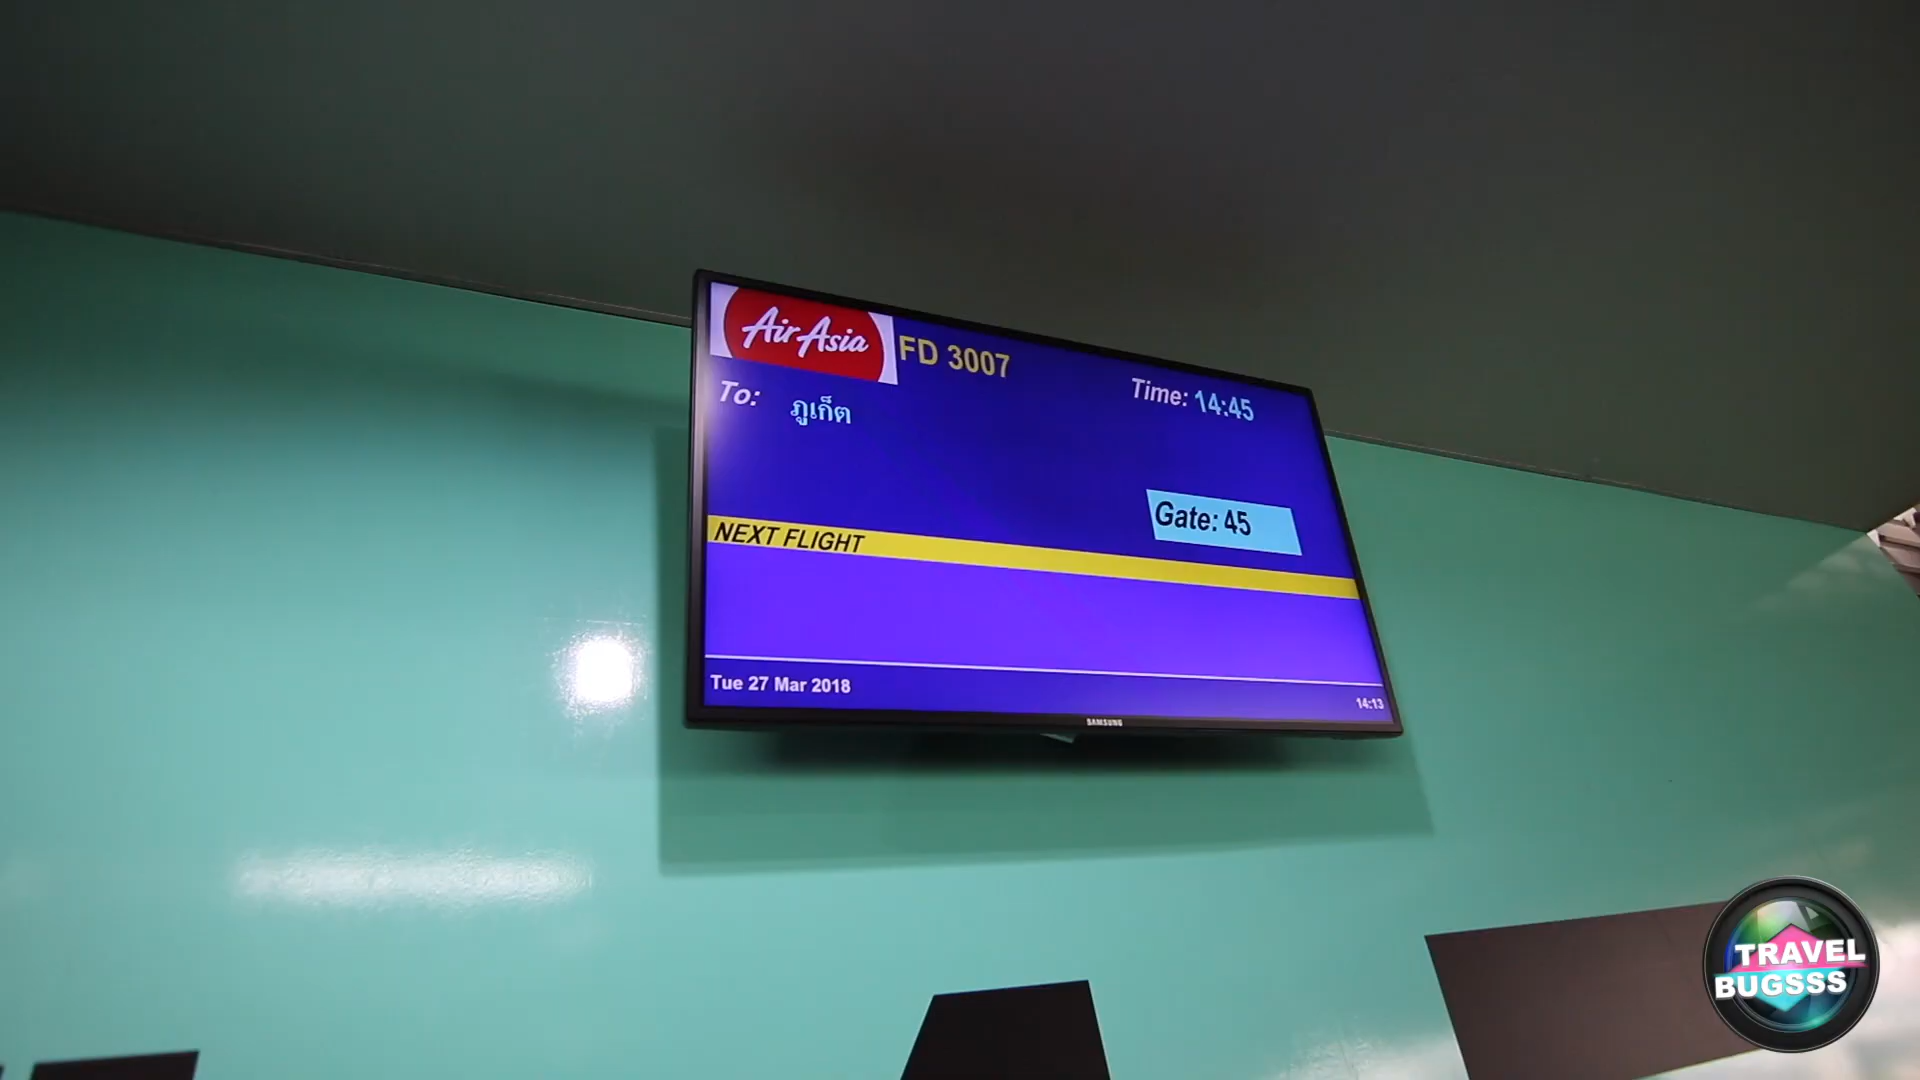 AirAsia
FD 3007
To: ภูเก็ต
Time: 14:45
Gate: 45
NEXT FLIGHT
Tue 27 Mar 2018
14:13
SAMSUNG
TRAVEL
BUGSSS